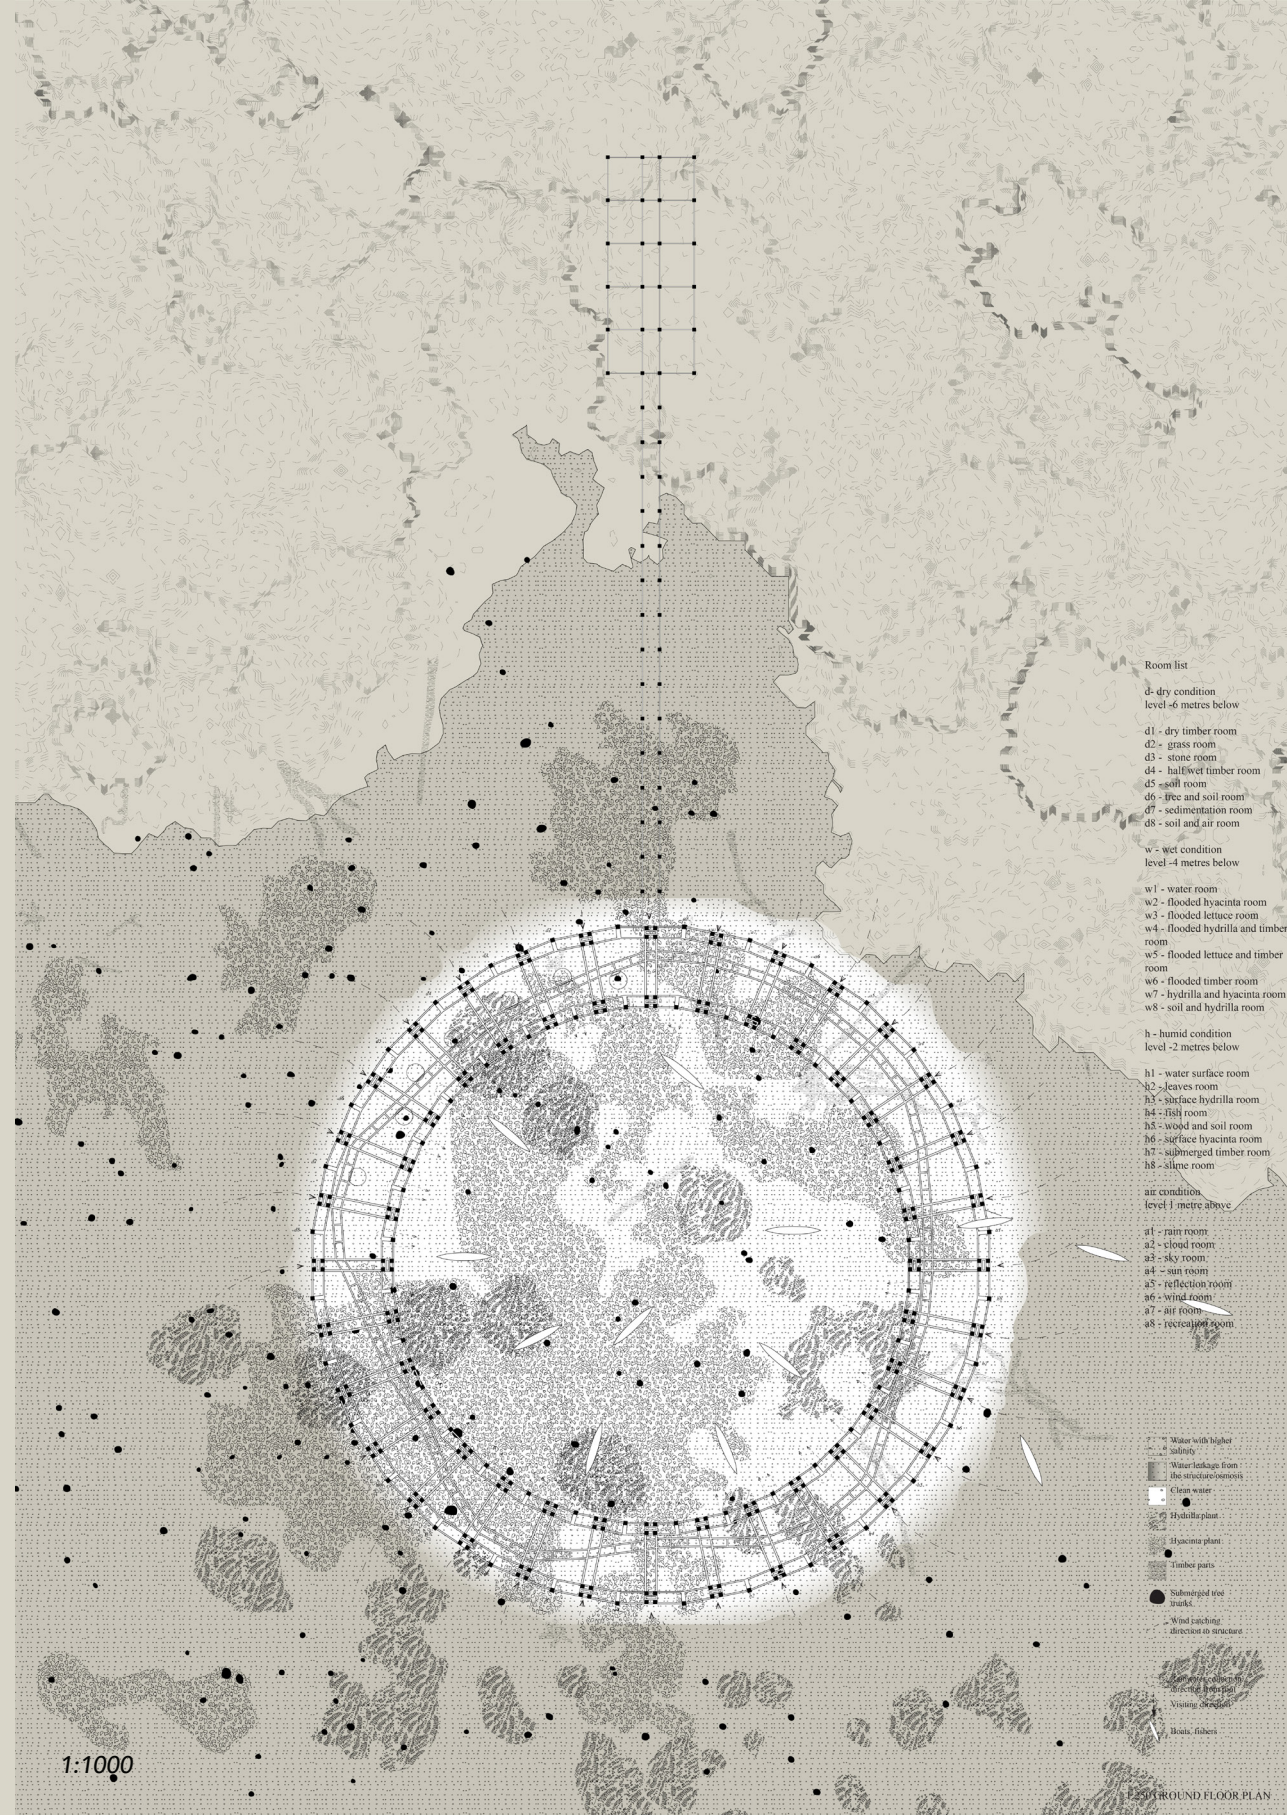 Room list
d- dry condition
level -6 metres below
d1 - dry timber room
d2 - grass room
d3 - stone room
d4 - half wet timber room
d5 - soil room
d6 - tree and soil room
d7 - sedimentation room
d8 - soil and air room
w - wet condition
level -4 metres below
w1 - water room
w2 - flooded hyacinta room
w3 - flooded lettuce room
w4 - flooded hydrilla and timber
room
w5 - flooded lettuce and timber
room
w6 - flooded timber room
w7 - hydrilla and hyacinta room
w8 - soil and hydrilla room
h - humid condition
level -2 metres below
h1 - water surface room
h2 - leaves room
h3 - surface hydrilla room
h4 - fish room
h5 - wood and soil room
h6 - surface hyacinta room
h7 - submerged timber room
h8 - slime room
air condition
level 1 metre above
a1 - rain room
a2 - cloud room
a3 - sky room
a4 - sun room
a5 - reflection room
a6 - wind room
a7 - air room
a8 - recreation room
Water with higher
salinity
Water leakage from
the structure/osmosis
Clean water
Hydrilla plant
Hyacinta plant
Timber parts
Submerged tree
trunks
Wind catching
direction to structure
Rainwater collection
direction from roof
Visiting direction
Boats, fishers
1:1000
1:250 GROUND FLOOR PLAN